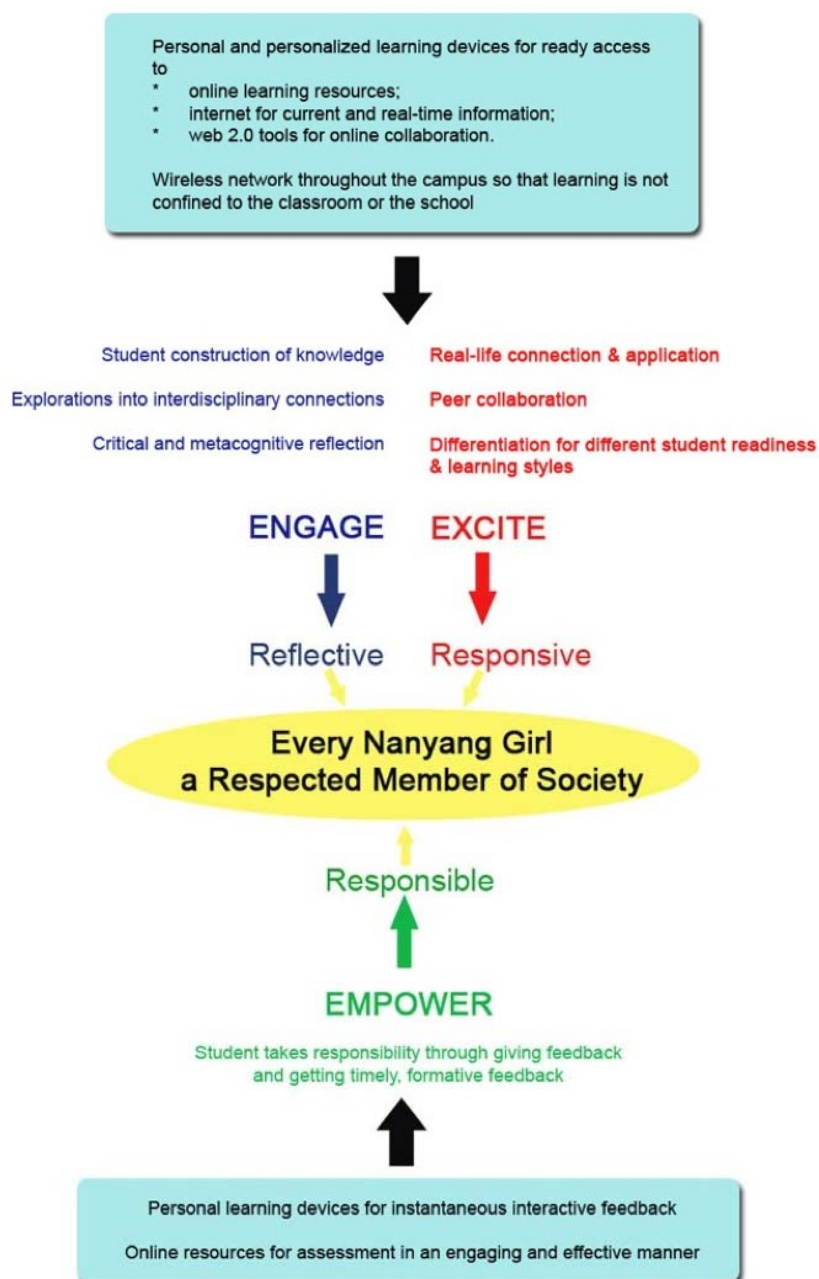 Personal and personalized learning devices for ready access
to
* online learning resources;
* internet for current and real-time information;
* web 2.0 tools for online collaboration.
Wireless network throughout the campus so that learning is not
confined to the classroom or the school
Student construction of knowledge
Explorations into interdisciplinary connections
Critical and metacognitive reflection
Real-life connection & application
Peer collaboration
Differentiation for different student readiness
& learning styles
ENGAGE
EXCITE
Reflective
Responsive
Every Nanyang Girl
a Respected Member of Society
Responsible
EMPOWER
Student takes responsibility through giving feedback
and getting timely, formative feedback
Personal learning devices for instantaneous interactive feedback
Online resources for assessment in an engaging and effective manner